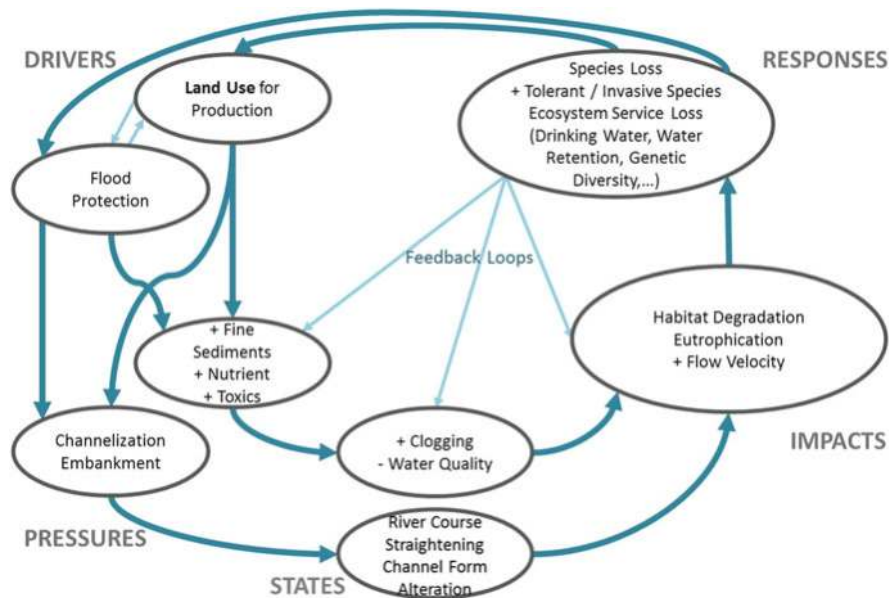 DRIVERS
RESPONSES
Land Use for
Production
Species Loss
+ Tolerant / Invasive Species
Ecosystem Service Loss
(Drinking Water, Water
Retention, Genetic
Diversity,...)
Flood
Protection
Feedback Loops
+ Fine
Sediments
+ Nutrient
+ Toxics
Habitat Degradation
Eutrophication
+ Flow Velocity
Channelization
Embankment
+ Clogging
- Water Quality
IMPACTS
PRESSURES
River Course
Straightening
Channel Form
Alteration
STATES